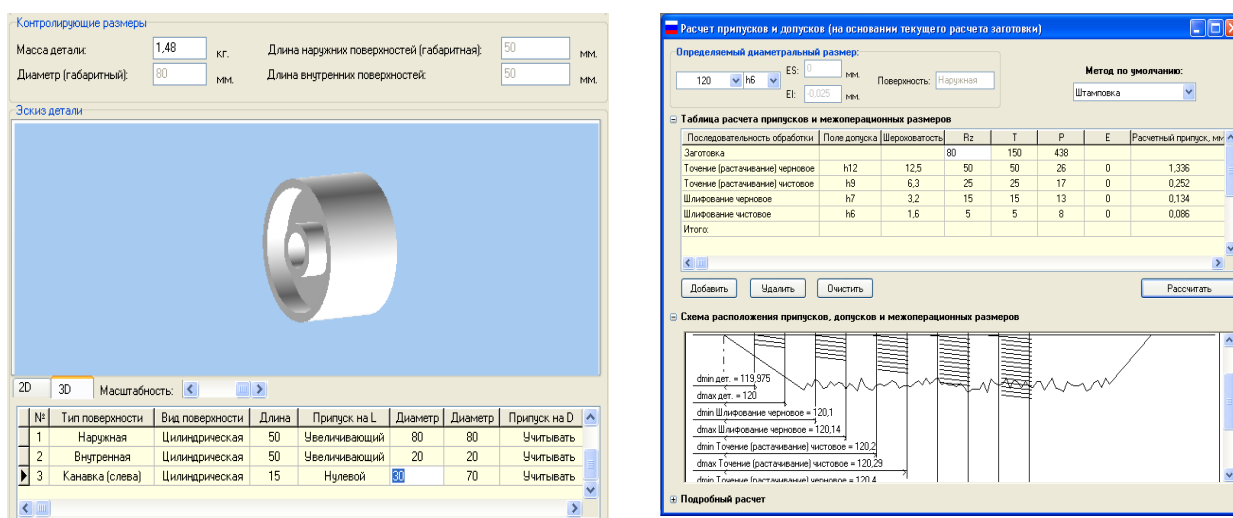 Контролирующие размеры
Масса детали: 1,48 кг. Длина наружних поверхностей (габаритная): 50 мм.
Диаметр (габаритный): 80 мм. Длина внутренних поверхностей: 50 мм.
Эскиз детали
2D 3D Масштабность:
№ Тип поверхности Вид поверхности Длина Припуск на L Диаметр Диаметр Припуск на D
1 Наружная Цилиндрическая 50 Увеличивающий 80 80 Учитывать
2 Внутренная Цилиндрическая 50 Увеличивающий 20 20 Учитывать
3 Канавка (слева) Цилиндрическая 15 Нулевой 30 70 Учитывать
Расчет припусков и допусков (на основании текущего расчета заготовки)
Определяемый диаметральный размер:
120 h6 ES: 0 мм. Поверхность: Наружная
EI: -0,025 мм.
Метод по умолчанию:
Штамповка
Таблица расчета припусков и межоперационных размеров
Последовательность обработки Поле допуска Шероховатость Rz T P E Расчетный припуск, мм
Заготовка 80 150 438
Точение (растачивание) черновое h12 12,5 50 50 26 0 1,336
Точение (растачивание) чистовое h9 6,3 25 25 17 0 0,252
Шлифование черновое h7 3,2 15 15 13 0 0,134
Шлифование чистовое h6 1,6 5 5 8 0 0,086
Итого:
Добавить Удалить Очистить Рассчитать
Схема расположения припусков, допусков и межоперационных размеров
dmin дет. = 119,975
dmax дет. = 120
dmin Шлифование черновое = 120,1
dmax Шлифование черновое = 120,14
dmin Точение (растачивание) чистовое = 120,2
dmax Точение (растачивание) чистовое = 120,29
dmin Точение (растачивание) черновое = 120,4
Подробный расчет